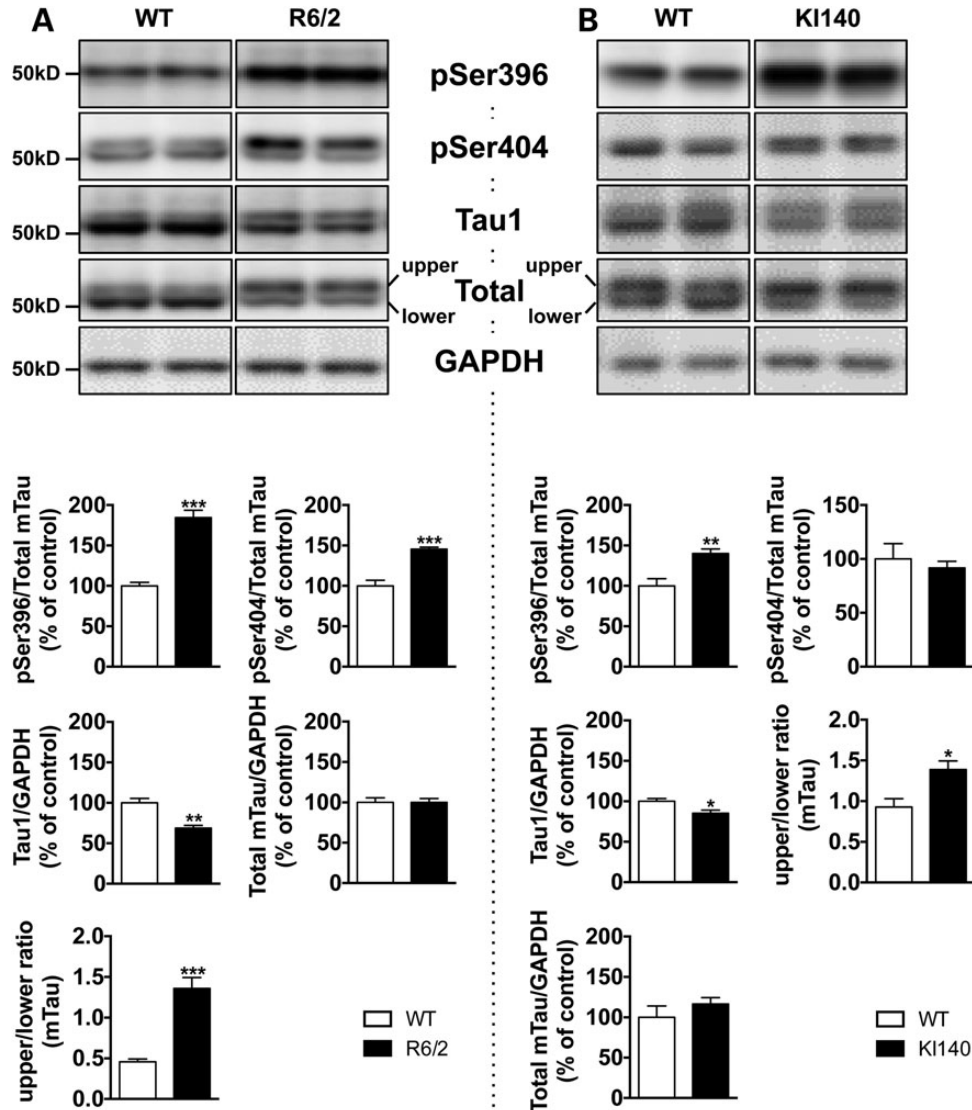 A WT R6/2 B WT KI140
50kD pSer396
50kD pSer404
50kD Tau1
50kD upper Total upper
lower lower
50kD GAPDH
pSer396/Total mTau
(% of control)
200
150
100
50
0
***
pSer404/Total mTau
(% of control)
200
150
100
50
0
***
pSer396/Total mTau
(% of control)
200
150
100
50
0
**
pSer404/Total mTau
(% of control)
150
100
50
0
Tau1/GAPDH
(% of control)
200
150
100
50
0
**
Total mTau/GAPDH
(% of control)
200
150
100
50
0
Tau1/GAPDH
(% of control)
200
150
100
50
0
*
upper/lower ratio
(mTau)
2.0
1.5
1.0
0.5
0.0
*
upper/lower ratio
(mTau)
2.0
1.5
1.0
0.5
0.0
***
WT
R6/2
Total mTau/GAPDH
(% of control)
200
150
100
50
0
WT
KI140